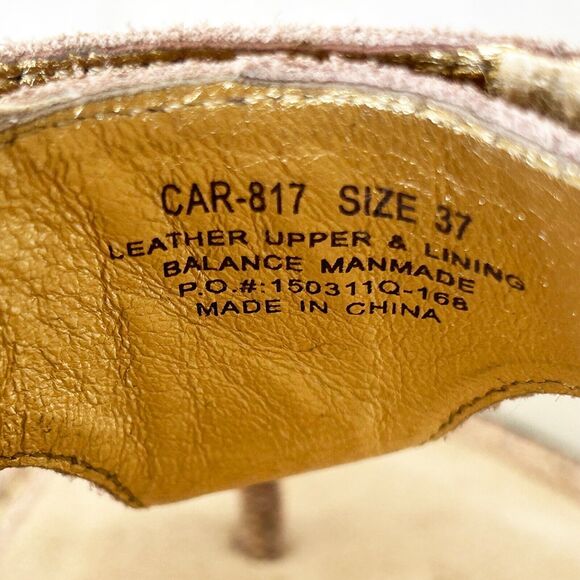 CAR-817 SIZE 37
LEATHER UPPER & LINING
BALANCE MANMADE
P.O.#:150311Q-168
MADE IN CHINA